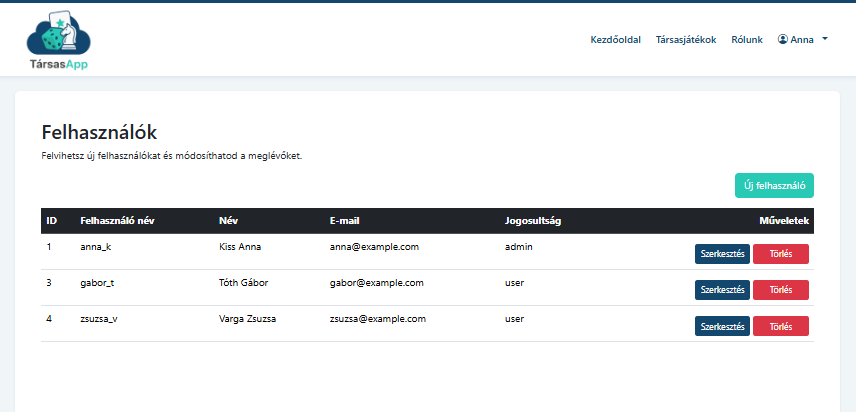 TársasApp
Kezdőoldal Társasjátékok Rólunk Anna
Felhasználók
Felvihetsz új felhasználókat és módosíthatod a meglévőket.
Új felhasználó
ID Felhasználó név Név E-mail Jogosultság Műveletek
1 anna_k Kiss Anna anna@example.com admin Szerkesztés Törlés
3 gabor_t Tóth Gábor gabor@example.com user Szerkesztés Törlés
4 zsuzsa_v Varga Zsuzsa zsuzsa@example.com user Szerkesztés Törlés